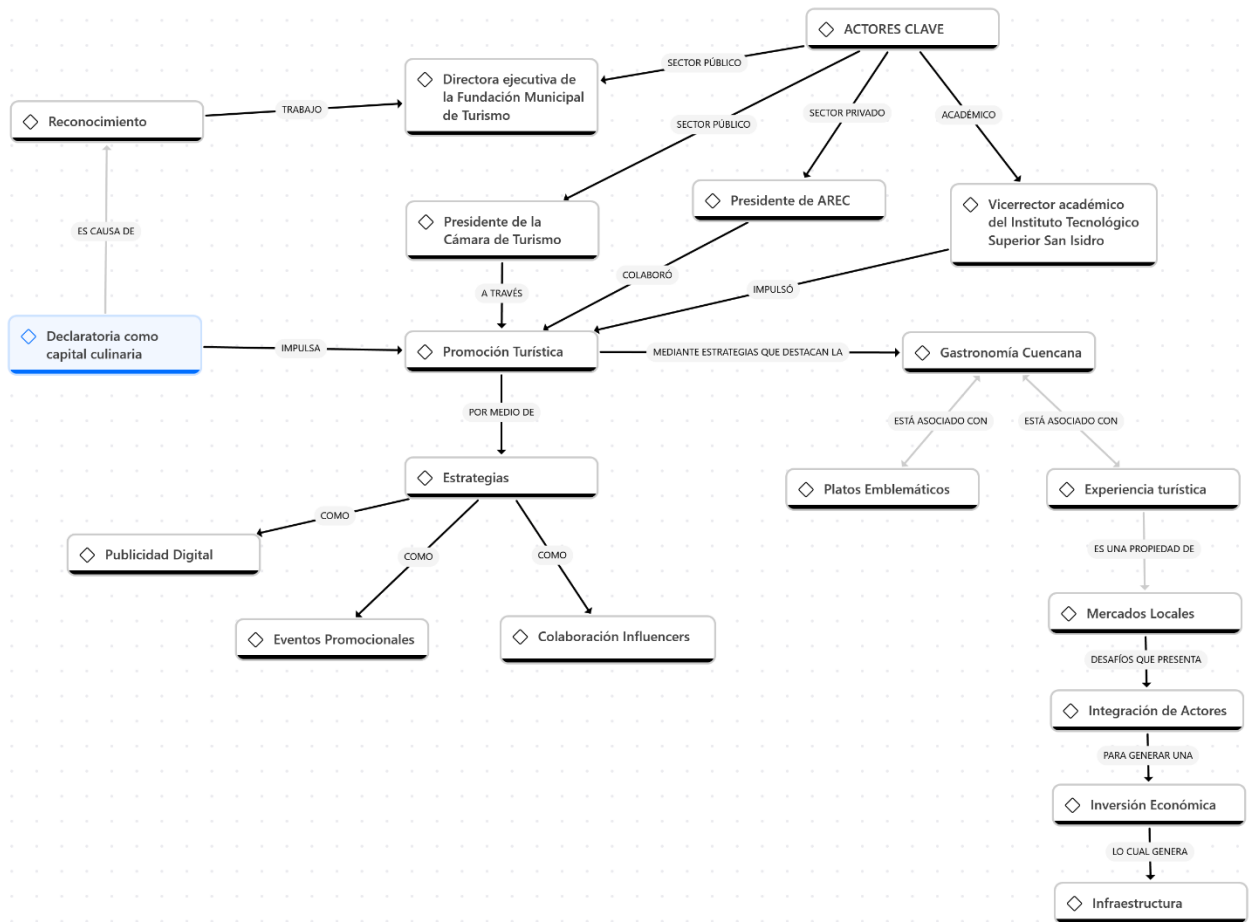 ACTORES CLAVE
SECTOR PÚBLICO
Directora ejecutiva de
la Fundación Municipal
de Turismo
Reconocimiento
TRABAJO
SECTOR PÚBLICO
SECTOR PRIVADO
ACADÉMICO
Presidente de AREC
Vicerrector académico
del Instituto Tecnológico
Superior San Isidro
Presidente de la
Cámara de Turismo
ES CAUSA DE
COLABORÓ
IMPULSÓ
A TRAVÉS
Declaratoria como
capital culinaria
IMPULSA
Promoción Turística
MEDIANTE ESTRATEGIAS QUE DESTACAN LA
Gastronomía Cuencana
POR MEDIO DE
ESTÁ ASOCIADO CON
ESTÁ ASOCIADO CON
Estrategias
Platos Emblemáticos
Experiencia turística
COMO
COMO
COMO
Publicidad Digital
ES UNA PROPIEDAD DE
Eventos Promocionales
Colaboración Influencers
Mercados Locales
DESAFÍOS QUE PRESENTA
Integración de Actores
PARA GENERAR UNA
Inversión Económica
LO CUAL GENERA
Infraestructura